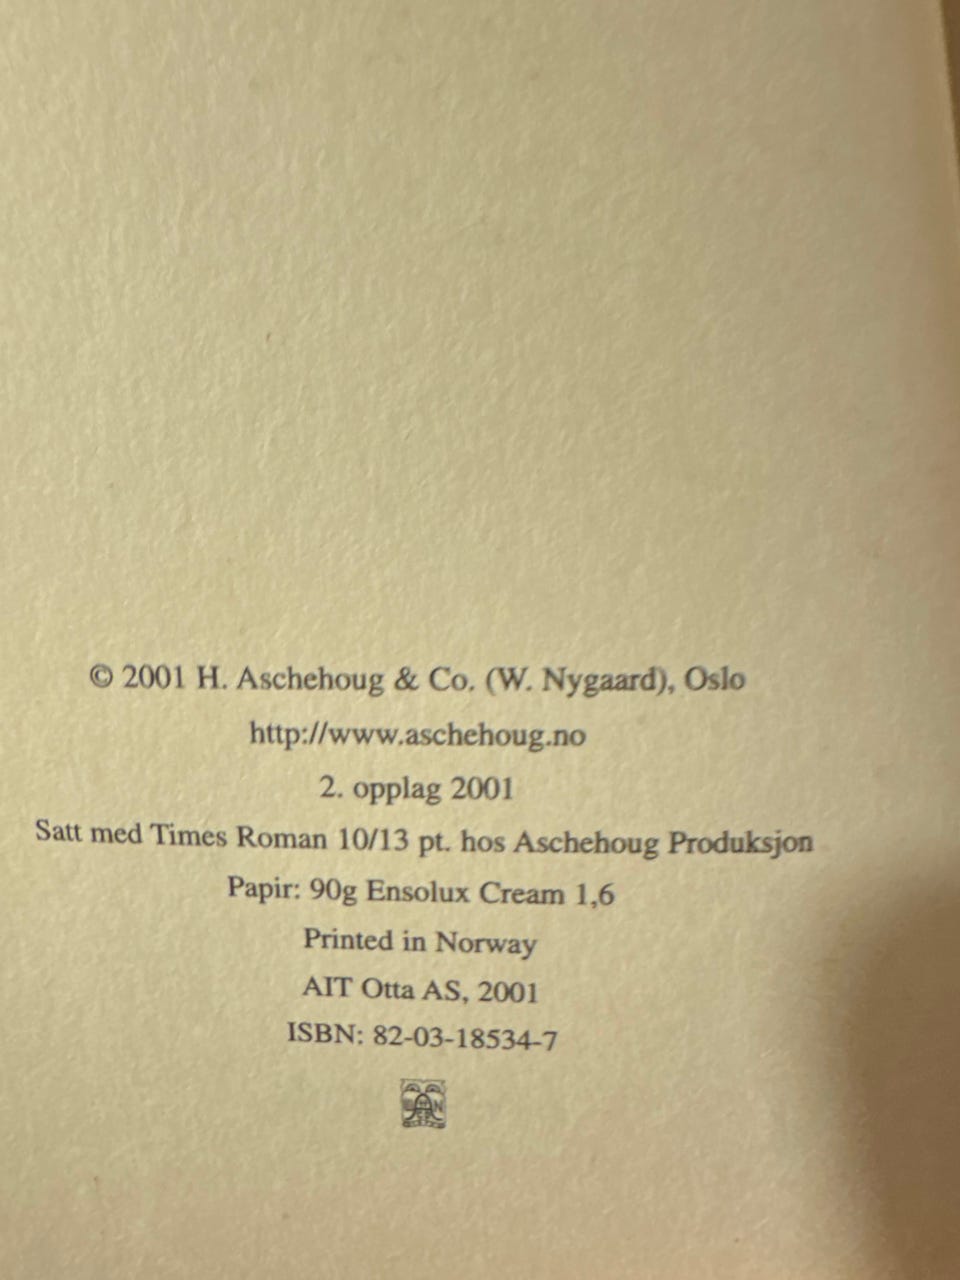 © 2001 H. Aschehoug & Co. (W. Nygaard), Oslo
http://www.aschehoug.no
2. opplag 2001
Satt med Times Roman 10/13 pt. hos Aschehoug Produksjon
Papir: 90g Ensolux Cream 1,6
Printed in Norway
AIT Otta AS, 2001
ISBN: 82-03-18534-7